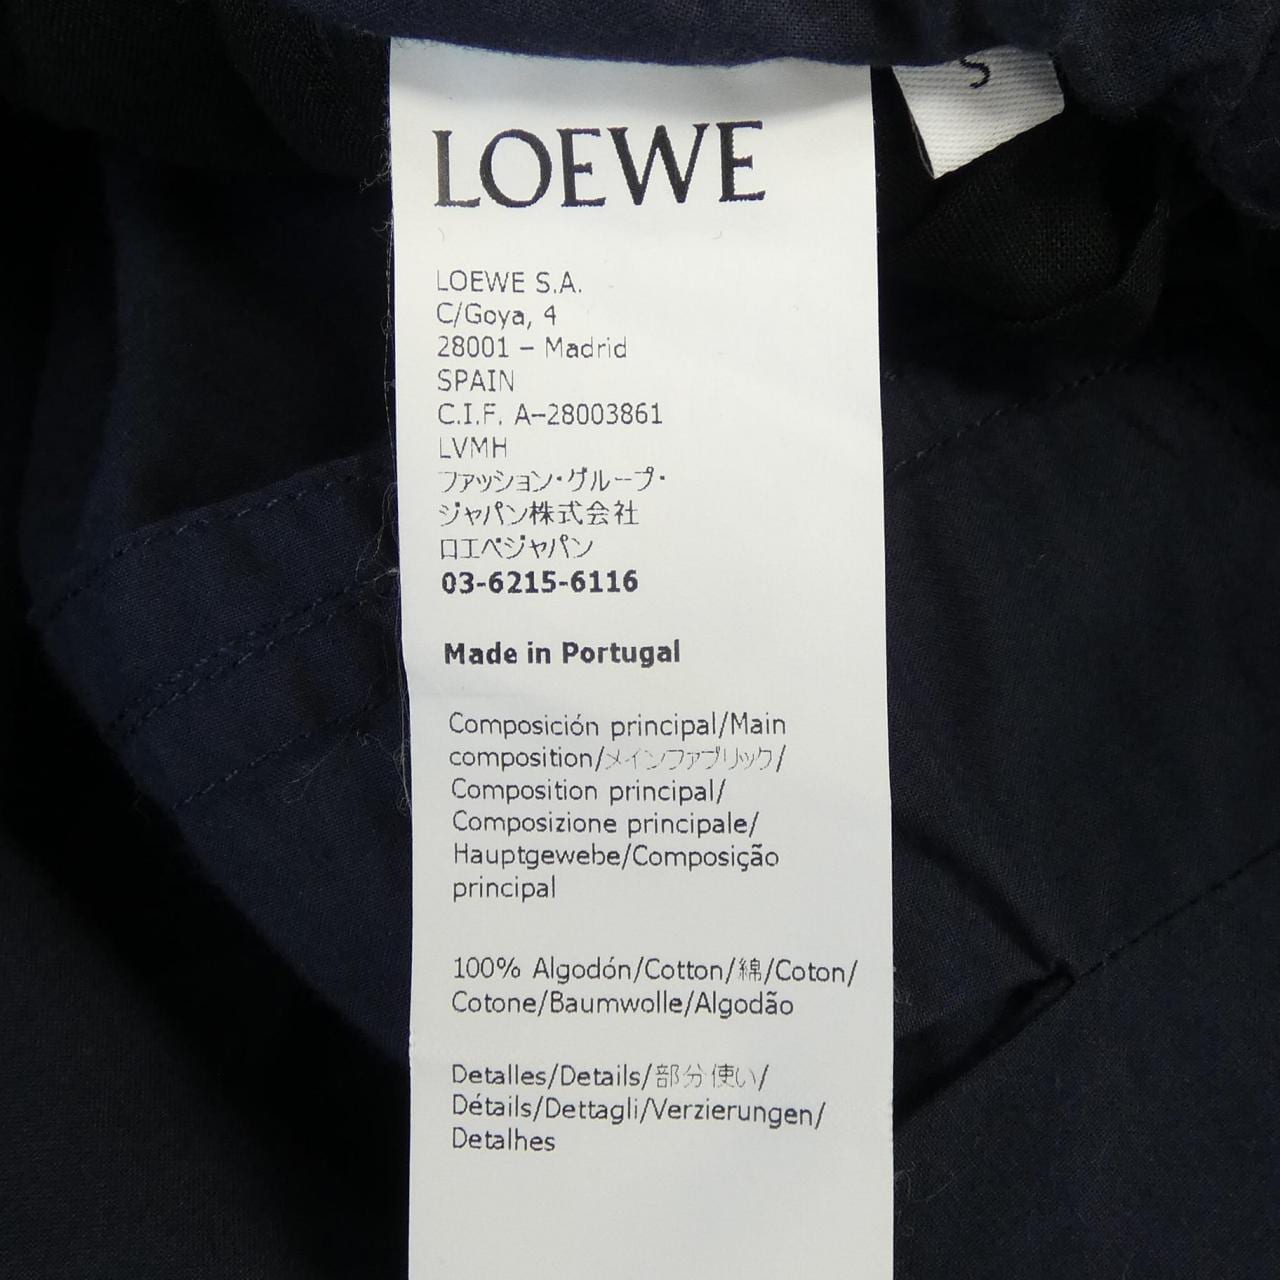 S
LOEWE
LOEWE S.A.
C/Goya, 4
28001 – Madrid
SPAIN
C.I.F. A–28003861
LVMH
ファッション・グループ・
ジャパン株式会社
ロエベジャパン
03-6215-6116
Made in Portugal
Composición principal/Main
composition/メインファブリック/
Composition principal/
Composizione principale/
Hauptgewebe/Composição
principal
100% Algodón/Cotton/綿/Coton/
Cotone/Baumwolle/Algodão
Detalles/Details/部分使い/
Détails/Dettagli/Verzierungen/
Detalhes